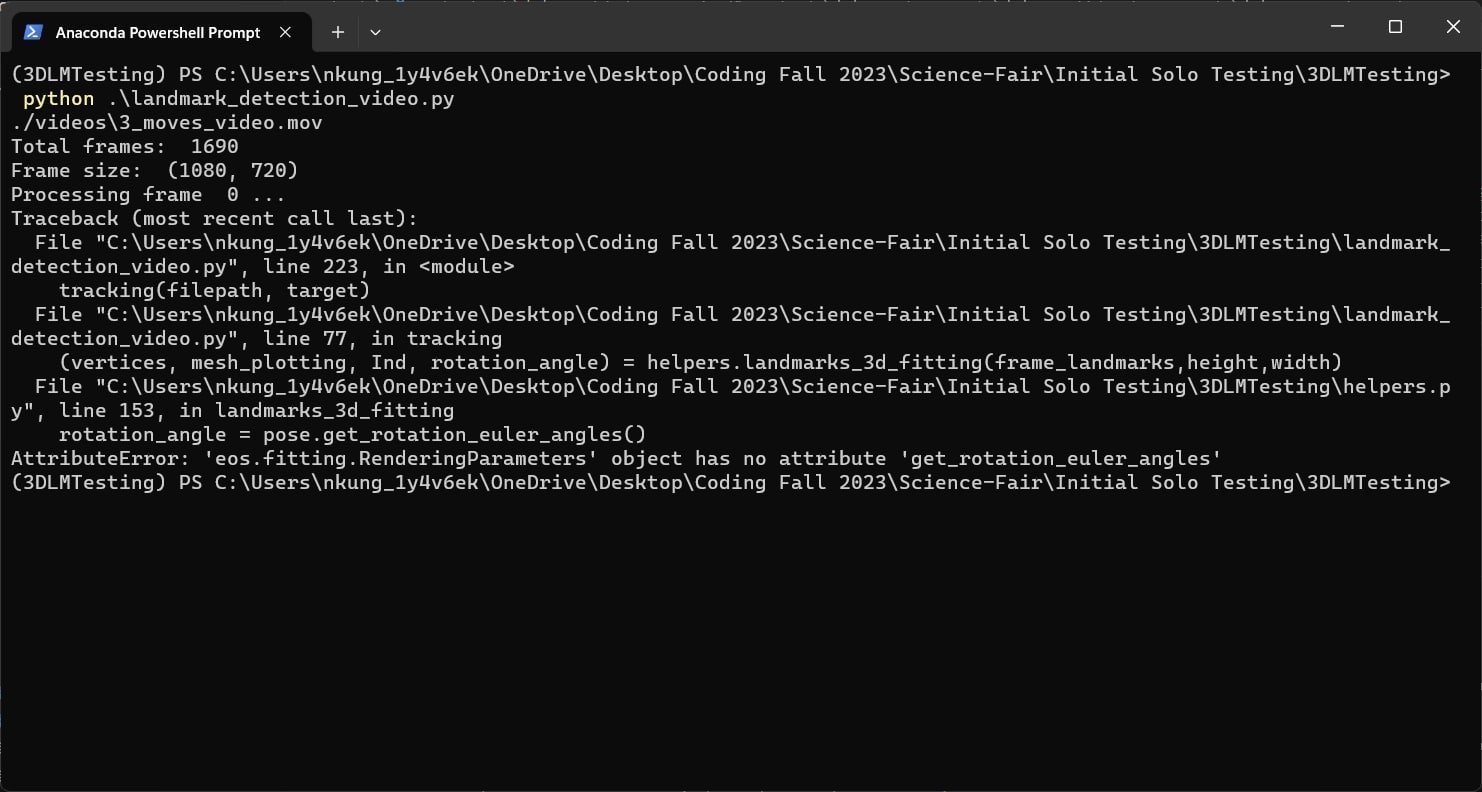 Anaconda Powershell Prompt
(3DLMTesting) PS C:\Users\nkung_1y4v6ek\OneDrive\Desktop\Coding Fall 2023\Science-Fair\Initial Solo Testing\3DLMTesting>
python .\landmark_detection_video.py
./videos\3_moves_video.mov
Total frames:  1690
Frame size:  (1080, 720)
Processing frame  0 ...
Traceback (most recent call last):
  File "C:\Users\nkung_1y4v6ek\OneDrive\Desktop\Coding Fall 2023\Science-Fair\Initial Solo Testing\3DLMTesting\landmark_
detection_video.py", line 223, in <module>
    tracking(filepath, target)
  File "C:\Users\nkung_1y4v6ek\OneDrive\Desktop\Coding Fall 2023\Science-Fair\Initial Solo Testing\3DLMTesting\landmark_
detection_video.py", line 77, in tracking
    (vertices, mesh_plotting, Ind, rotation_angle) = helpers.landmarks_3d_fitting(frame_landmarks,height,width)
  File "C:\Users\nkung_1y4v6ek\OneDrive\Desktop\Coding Fall 2023\Science-Fair\Initial Solo Testing\3DLMTesting\helpers.p
y", line 153, in landmarks_3d_fitting
    rotation_angle = pose.get_rotation_euler_angles()
AttributeError: 'eos.fitting.RenderingParameters' object has no attribute 'get_rotation_euler_angles'
(3DLMTesting) PS C:\Users\nkung_1y4v6ek\OneDrive\Desktop\Coding Fall 2023\Science-Fair\Initial Solo Testing\3DLMTesting>